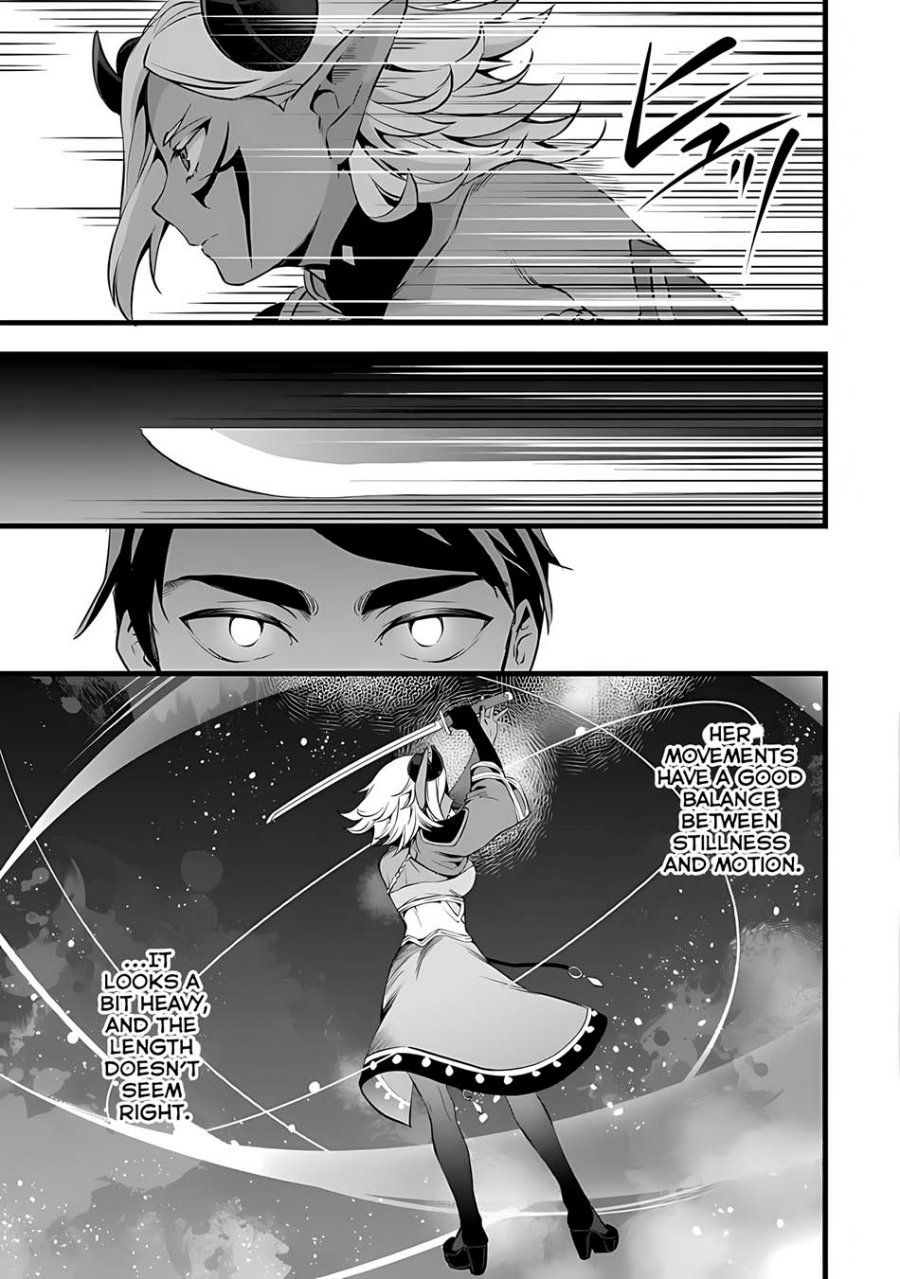 ビュッ
HER
MOVEMENTS
HAVE A GOOD
BALANCE
BETWEEN
STILLNESS
AND MOTION.
...IT
LOOKS A
BIT HEAVY,
AND THE
LENGTH
DOESN'T
SEEM
RIGHT.